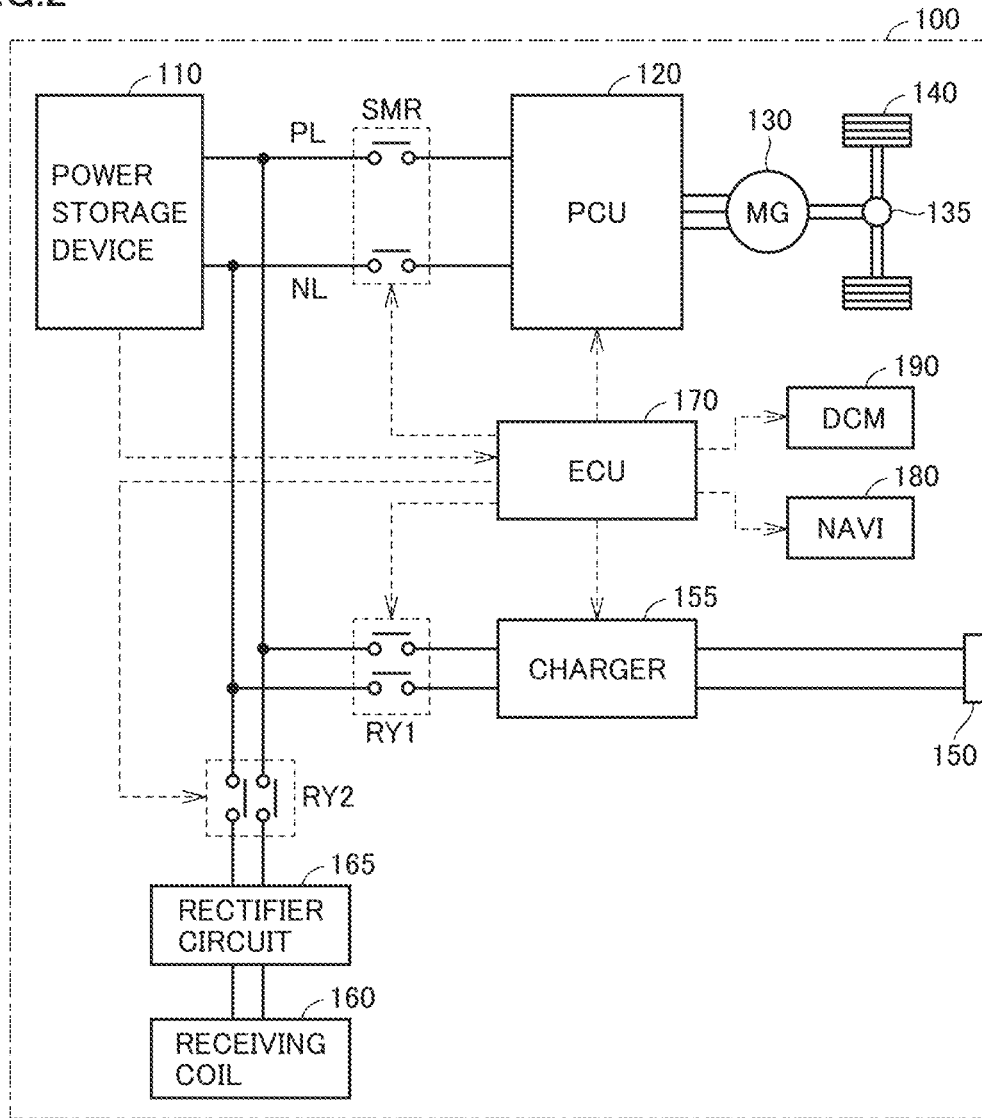 100
110
120
130
140
SMR
PL
POWER
STORAGE
DEVICE
PCU
MG
135
NL
190
170
DCM
ECU
180
NAVI
155
CHARGER
RY1
150
RY2
165
RECTIFIER
CIRCUIT
160
RECEIVING
COIL